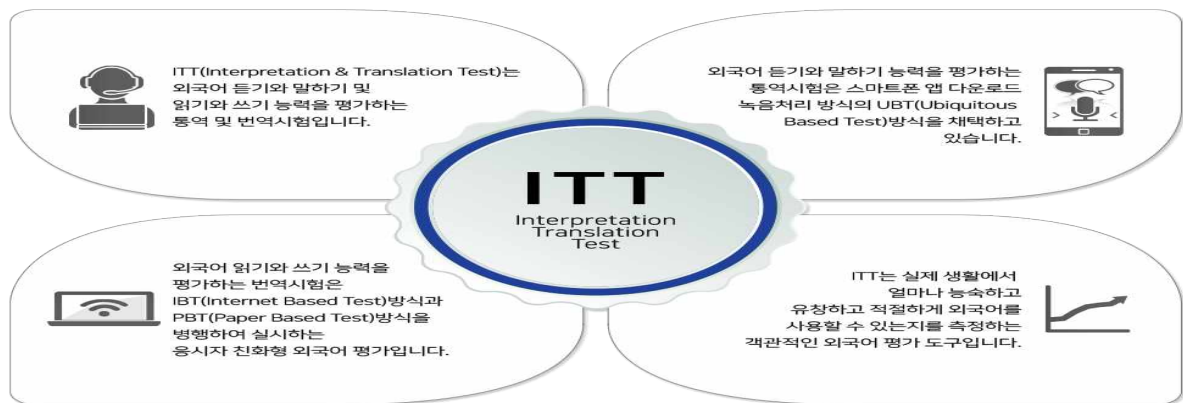 ITT(Interpretation & Translation Test)는
외국어 듣기와 말하기 및
읽기와 쓰기 능력을 평가하는
통역 및 번역시험입니다.
외국어 듣기와 말하기 능력을 평가하는
통역시험은 스마트폰 앱 다운로드
녹음처리 방식의 UBT(Ubiquitous
Based Test)방식을 채택하고
있습니다.
ITT
Interpretation
Translation
Test
외국어 읽기와 쓰기 능력을
평가하는 번역시험은
IBT(Internet Based Test)방식과
PBT(Paper Based Test)방식을
병행하여 실시하는
응시자 친화형 외국어 평가입니다.
ITT는 실제 생활에서
얼마나 능숙하고
유창하고 적절하게 외국어를
사용할 수 있는지를 측정하는
객관적인 외국어 평가 도구입니다.